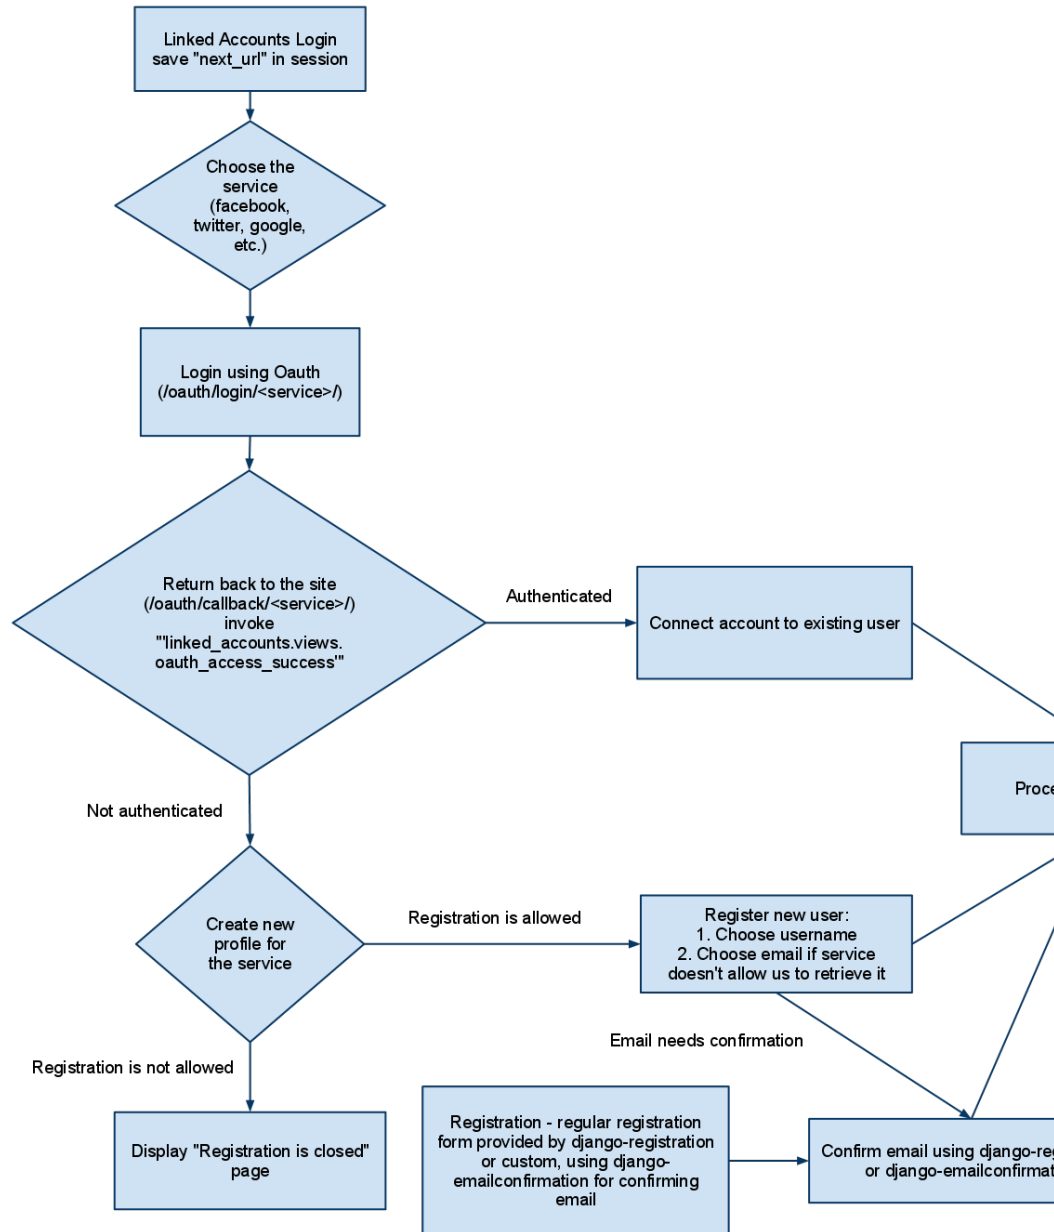 Linked Accounts Login
save "next_url" in session
Choose the
service
(facebook,
twitter, google,
etc.)
Login using Oauth
(/oauth/login/<service>/)
Return back to the site
(/oauth/callback/<service>/)
invoke
"'linked_accounts.views.
oauth_access_success'"
Authenticated
Connect account to existing user
Not authenticated
Create new
profile for
the service
Registration is allowed
Register new user:
1. Choose username
2. Choose email if service
doesn't allow us to retrieve it
Email needs confirmation
Registration is not allowed
Display "Registration is closed"
page
Registration - regular registration
form provided by django-registration
or custom, using django-
emailconfirmation for confirming
email
Confirm email using
or